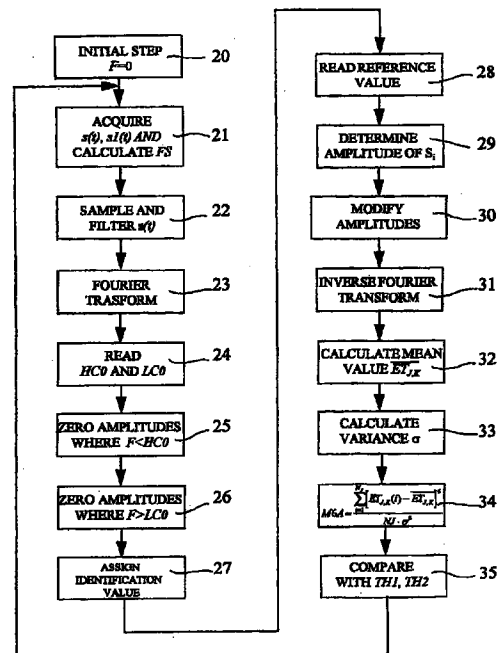 INITIAL STEP
F=0
20
ACQUIRE
s(t), s1(t) AND
CALCULATE FS
21
SAMPLE AND
FILTER s(t)
22
FOURIER
TRASFORM
23
READ
HC0 AND LC0
24
ZERO AMPLITUDES
WHERE F<HC0
25
ZERO AMPLITUDES
WHERE F>LC0
26
ASSIGN
IDENTIFICATION
VALUE
27
READ REFERENCE
VALUE
28
DETERMINE
AMPLITUDE OF Si
29
MODIFY
AMPLITUDES
30
INVERSE FOURIER
TRANSFORM
31
CALCULATE MEAN
VALUE ETJ,K
32
CALCULATE
VARIANCE σ
33
34
COMPARE
WITH TH1, TH2
35